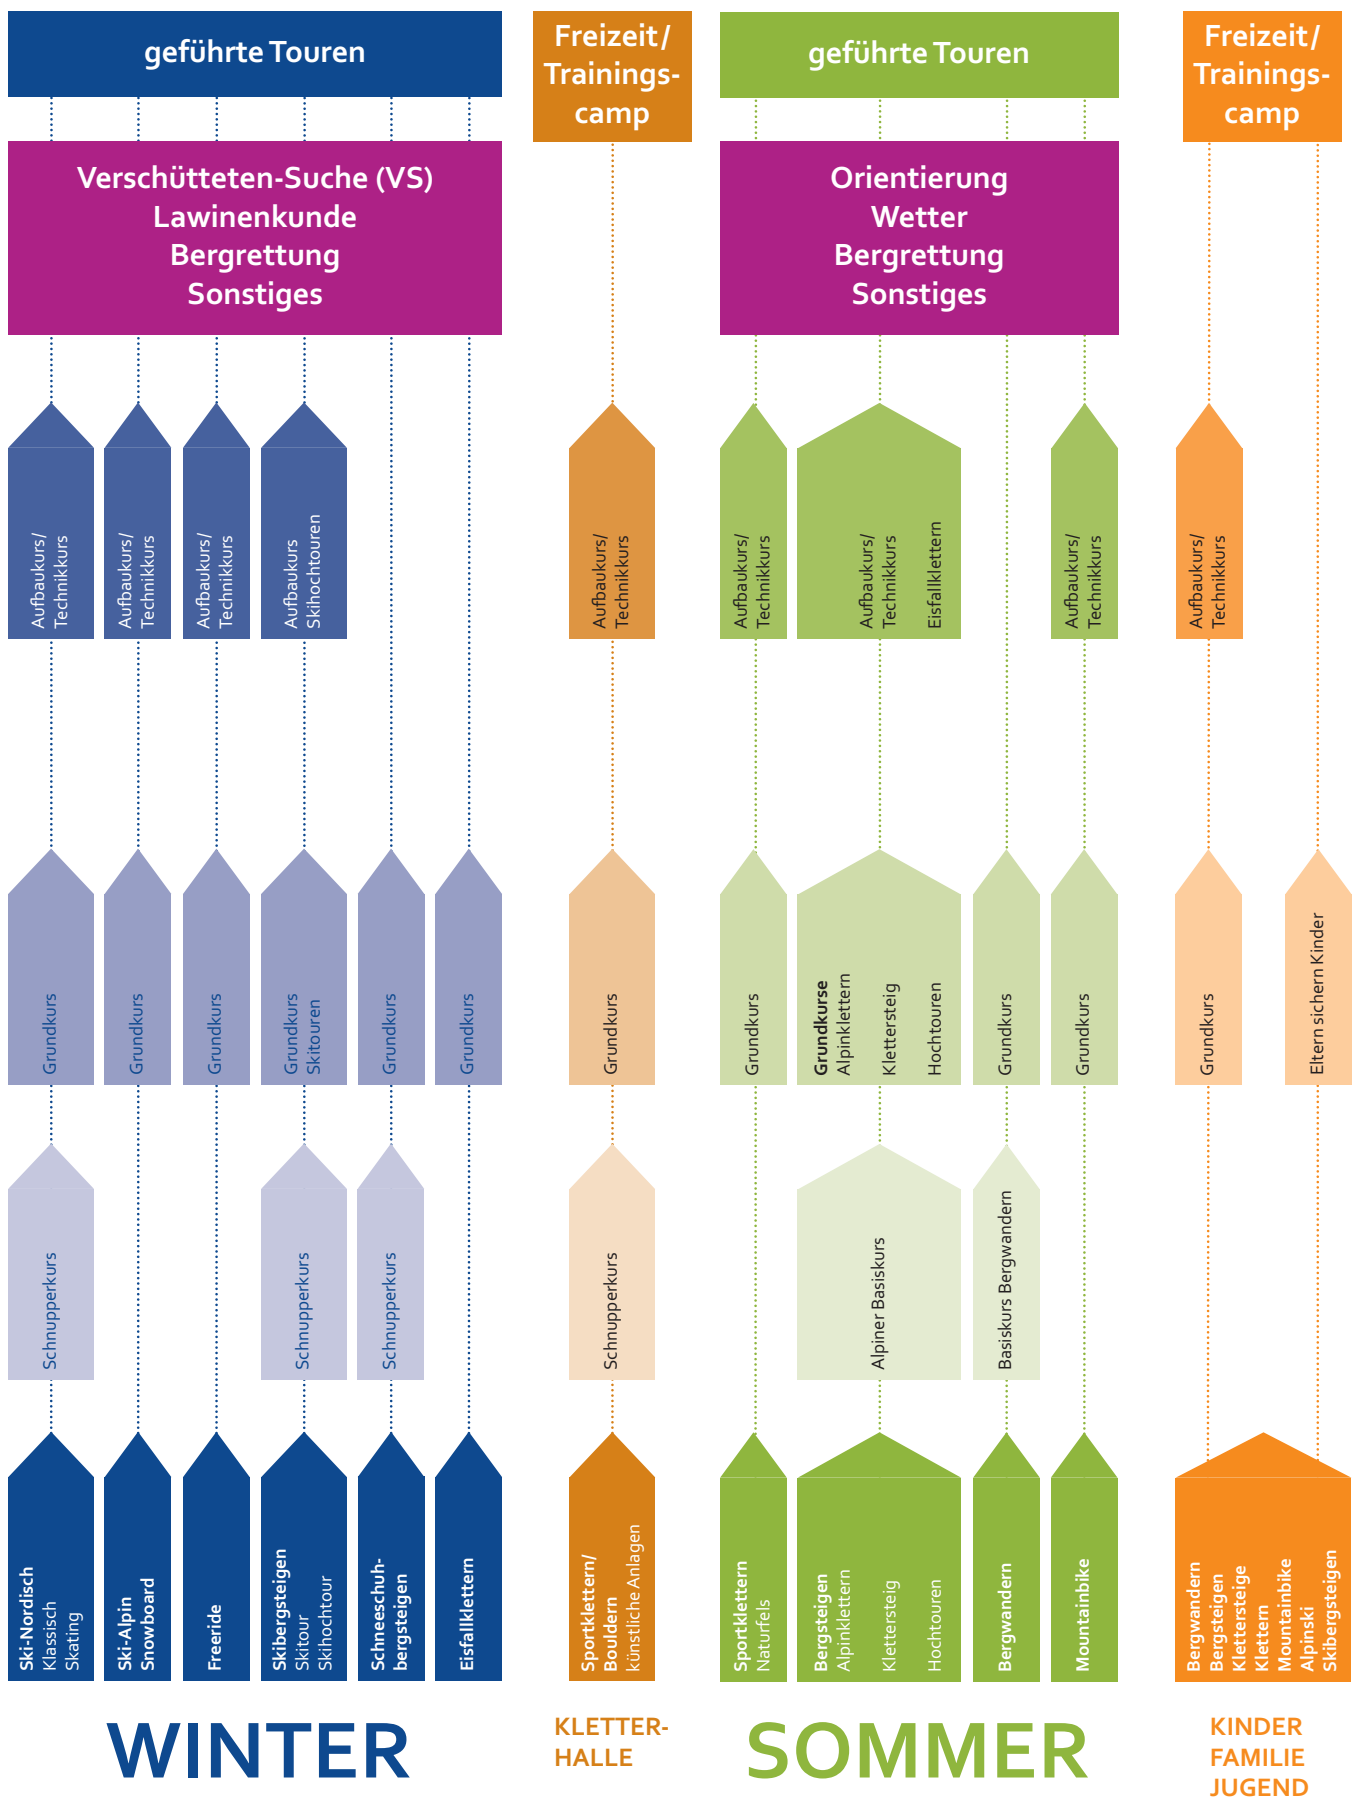 geführte Touren
Freizeit/
Trainings-
camp
geführte Touren
Freizeit/
Trainings-
camp
Verschütteten-Suche (VS)
Lawinenkunde
Bergrettung
Sonstiges
Orientierung
Wetter
Bergrettung
Sonstiges
Aufbaukurs/
Technikkurs
Aufbaukurs/
Technikkurs
Aufbaukurs/
Technikkurs
Aufbaukurs
Skihochtouren
Aufbaukurs/
Technikkurs
Aufbaukurs/
Technikkurs
Aufbaukurs/
Technikkurs
Eisfallklettern
Aufbaukurs/
Technikkurs
Aufbaukurs/
Technikkurs
Grundkurs
Grundkurs
Grundkurs
Grundkurs
Skitouren
Grundkurs
Grundkurs
Grundkurs
Grundkurs
Grundkurse
Alpinklettern
Klettersteig
Hochtouren
Grundkurs
Grundkurs
Grundkurs
Eltern sichern Kinder
Schnupperkurs
Schnupperkurs
Schnupperkurs
Schnupperkurs
Alpiner Basiskurs
Basiskurs Bergwandern
Ski-Nordisch
Klassisch
Skating
Ski-Alpin
Snowboard
Freeride
Skibergsteigen
Skitour
Skihochtour
Schneeschuh-
bergsteigen
Eisfallklettern
Sportklettern/
Bouldern
künstliche Anlagen
Sportklettern
Naturfels
Bergsteigen
Alpinklettern
Klettersteig
Hochtouren
Bergwandern
Mountainbike
Bergwandern
Bergsteigen
Klettersteige
Klettern
Mountainbike
Alpinski
Skibergsteigen
WINTER
KLETTER-
HALLE
SOMMER
KINDER
FAMILIE
JUGEND